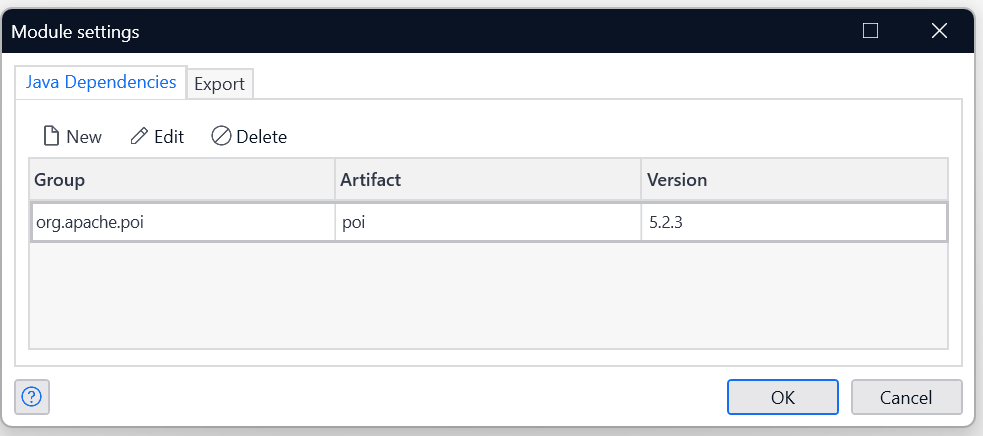 Module settings
Java Dependencies Export
New Edit Delete
Group Artifact Version
org.apache.poi poi 5.2.3
? OK Cancel